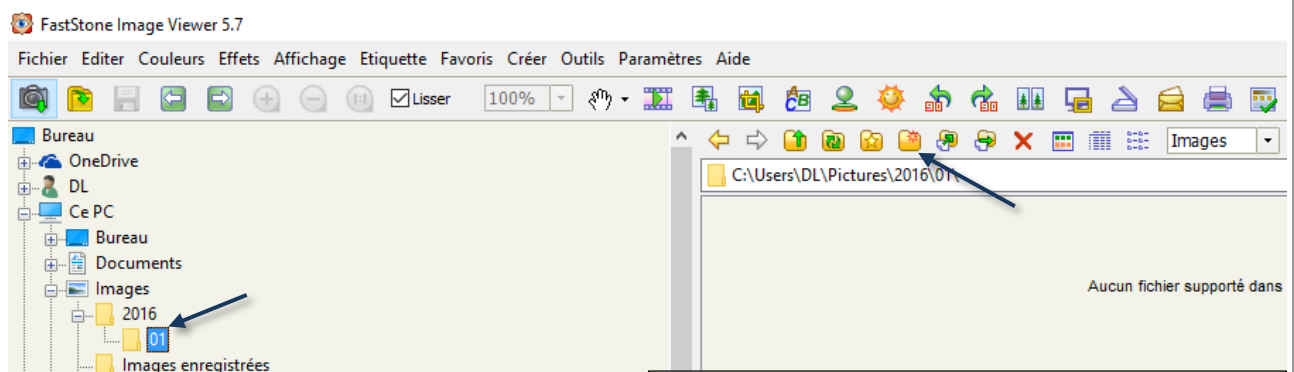 FastStone Image Viewer 5.7
Fichier Editer Couleurs Effets Affichage Etiquette Favoris Créer Outils Paramètres Aide
Lisser 100%
Bureau
Images
OneDrive
C:\Users\DL\Pictures\2016\01\
DL
Ce PC
Bureau
Documents
Images
Aucun fichier supporté dans
2016
01
Images enregistrées